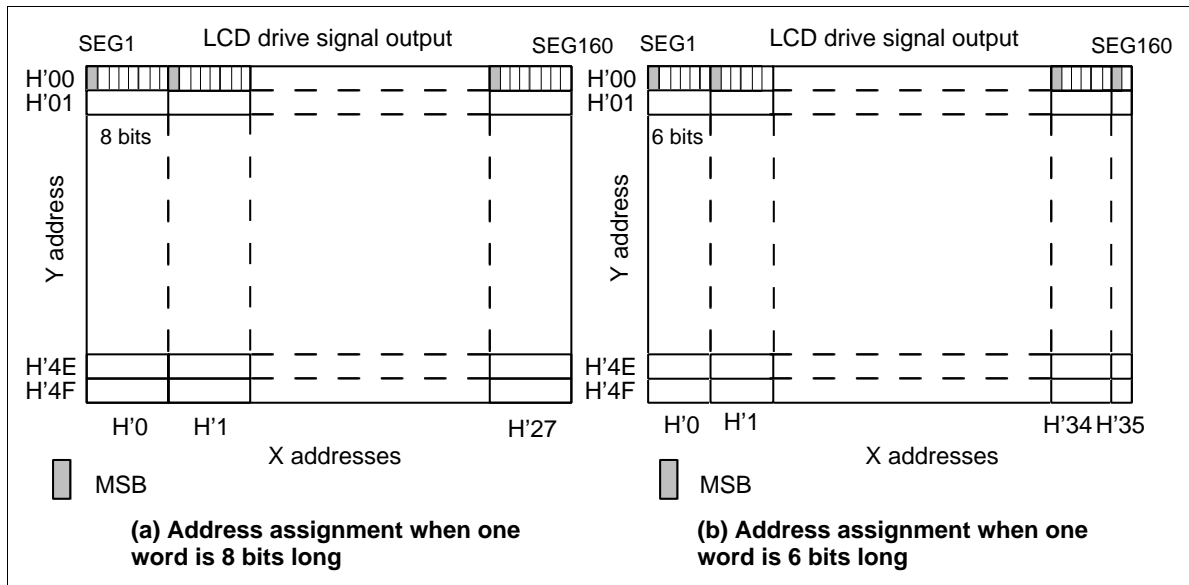 SEG1
LCD drive signal output
SEG160
H'00
H'01
8 bits
Y address
H'4E
H'4F
H'0
H'1
H'27
X addresses
MSB
(a) Address assignment when one
word is 8 bits long
SEG1
LCD drive signal output
SEG160
H'00
H'01
6 bits
Y address
H'4E
H'4F
H'0
H'1
H'34
H'35
X addresses
MSB
(b) Address assignment when one
word is 6 bits long